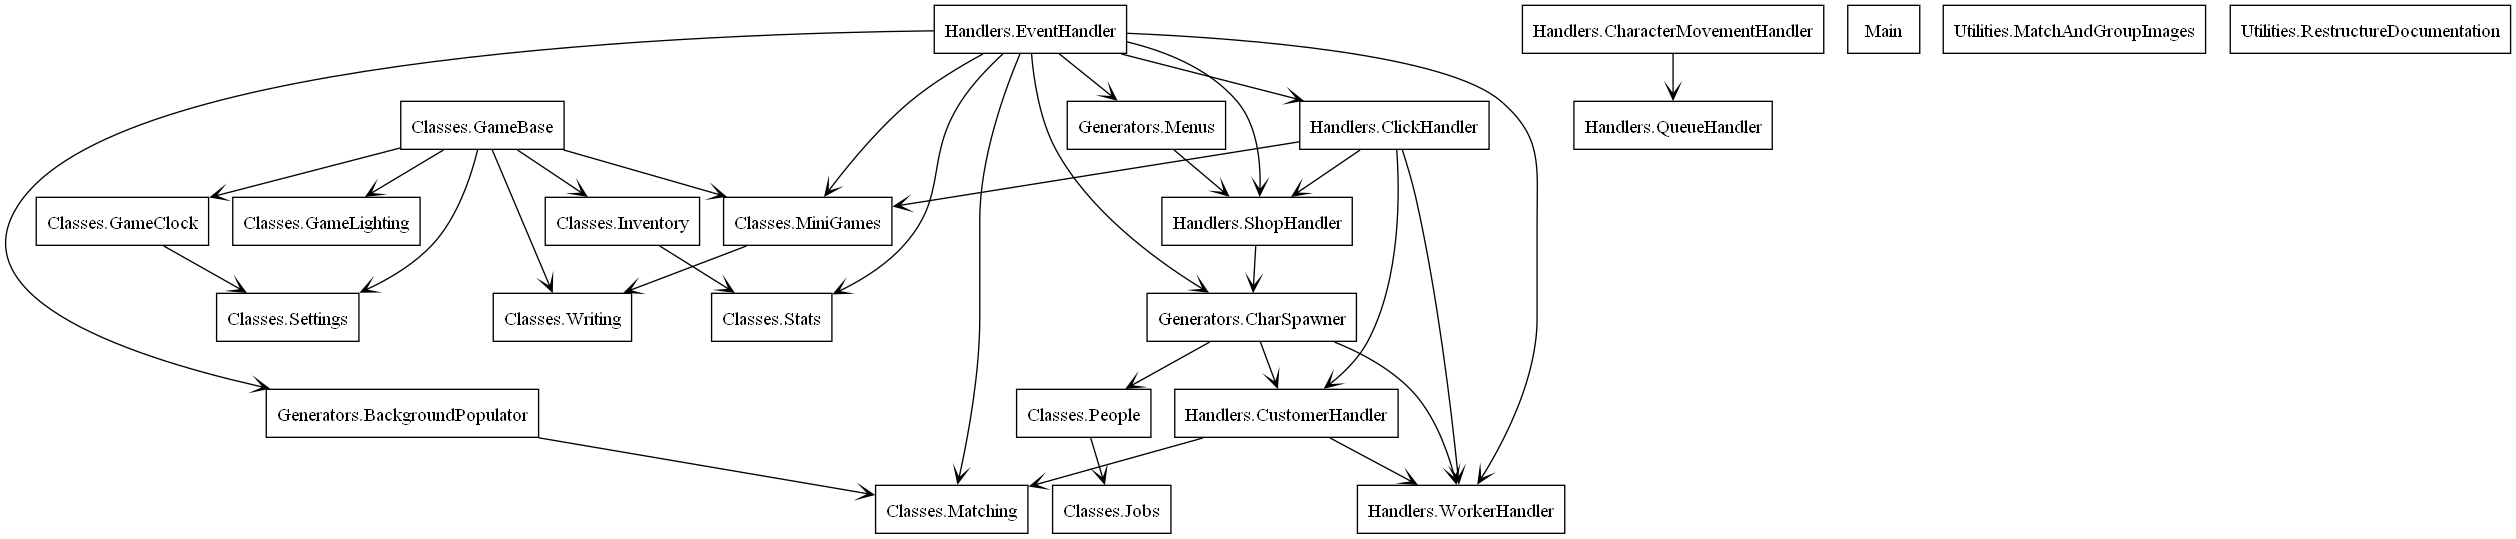 Handlers.EventHandler
Handlers.CharacterMovementHandler
Main
Utilities.MatchAndGroupImages
Utilities.RestructureDocumentation
Classes.GameBase
Generators.Menus
Handlers.ClickHandler
Handlers.QueueHandler
Classes.GameClock
Classes.GameLighting
Classes.Inventory
Classes.MiniGames
Handlers.ShopHandler
Classes.Settings
Classes.Writing
Classes.Stats
Generators.CharSpawner
Generators.BackgroundPopulator
Classes.People
Handlers.CustomerHandler
Classes.Matching
Classes.Jobs
Handlers.WorkerHandler